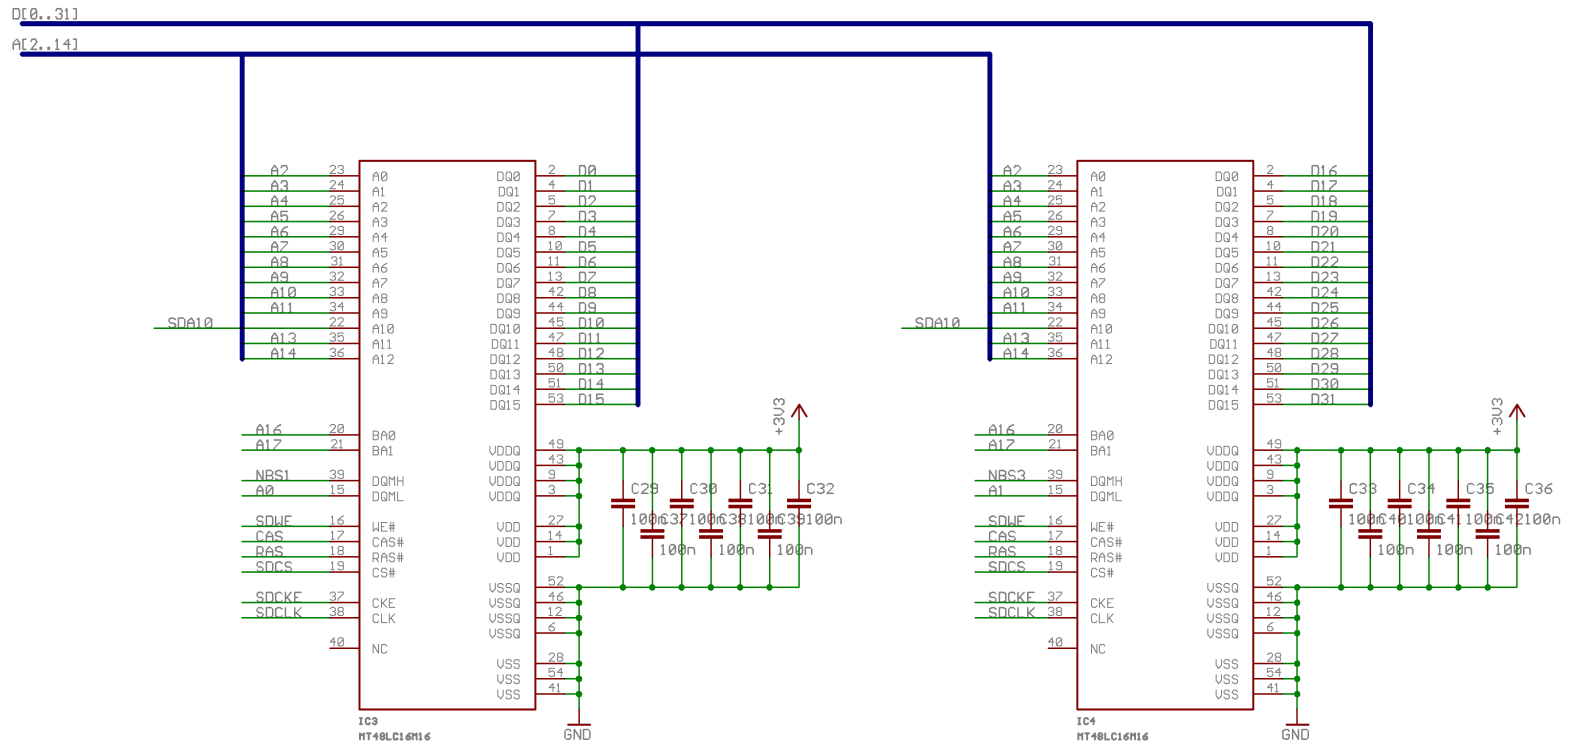 D[0..31]
A[2..14]
A2 23 A0 DQ0 2 D0
A3 24 A1 DQ1 4 D1
A4 25 A2 DQ2 5 D2
A5 26 A3 DQ3 7 D3
A6 29 A4 DQ4 8 D4
A7 30 A5 DQ5 10 D5
A8 31 A6 DQ6 11 D6
A9 32 A7 DQ7 13 D7
A10 33 A8 DQ8 42 D8
A11 34 A9 DQ9 44 D9
SDA10 22 A10 DQ10 45 D10
A13 35 A11 DQ11 47 D11
A14 36 A12 DQ12 48 D12
DQ13 50 D13
DQ14 51 D14
DQ15 53 D15
+3V3
A16 20 BA0
A17 21 BA1 VDDQ 49
VDDQ 43
NBS1 39 DQMH VDDQ 9
A0 15 DQML VDDQ 3
C29 C30 C31 C32
SDWE 16 WE# VDD 27
100n C37 100n C38 100n C39 100n
CAS 17 CAS# VDD 14
RAS 18 RAS# VDD 1
100n 100n 100n
SDCS 19 CS#
VSSQ 52
SDCKE 37 CKE VSSQ 46
SDCLK 38 CLK VSSQ 12
VSSQ 6
40 NC
VSS 28
VSS 54
VSS 41
IC3
MT48LC16M16
GND
A2 23 A0 DQ0 2 D16
A3 24 A1 DQ1 4 D17
A4 25 A2 DQ2 5 D18
A5 26 A3 DQ3 7 D19
A6 29 A4 DQ4 8 D20
A7 30 A5 DQ5 10 D21
A8 31 A6 DQ6 11 D22
A9 32 A7 DQ7 13 D23
A10 33 A8 DQ8 42 D24
A11 34 A9 DQ9 44 D25
SDA10 22 A10 DQ10 45 D26
A13 35 A11 DQ11 47 D27
A14 36 A12 DQ12 48 D28
DQ13 50 D29
DQ14 51 D30
DQ15 53 D31
+3V3
A16 20 BA0
A17 21 BA1 VDDQ 49
VDDQ 43
NBS3 39 DQMH VDDQ 9
A1 15 DQML VDDQ 3
C33 C34 C35 C36
SDWE 16 WE# VDD 27
100n C40 100n C41 100n C42 100n
CAS 17 CAS# VDD 14
RAS 18 RAS# VDD 1
100n 100n 100n
SDCS 19 CS#
VSSQ 52
SDCKE 37 CKE VSSQ 46
SDCLK 38 CLK VSSQ 12
VSSQ 6
40 NC
VSS 28
VSS 54
VSS 41
IC4
MT48LC16M16
GND